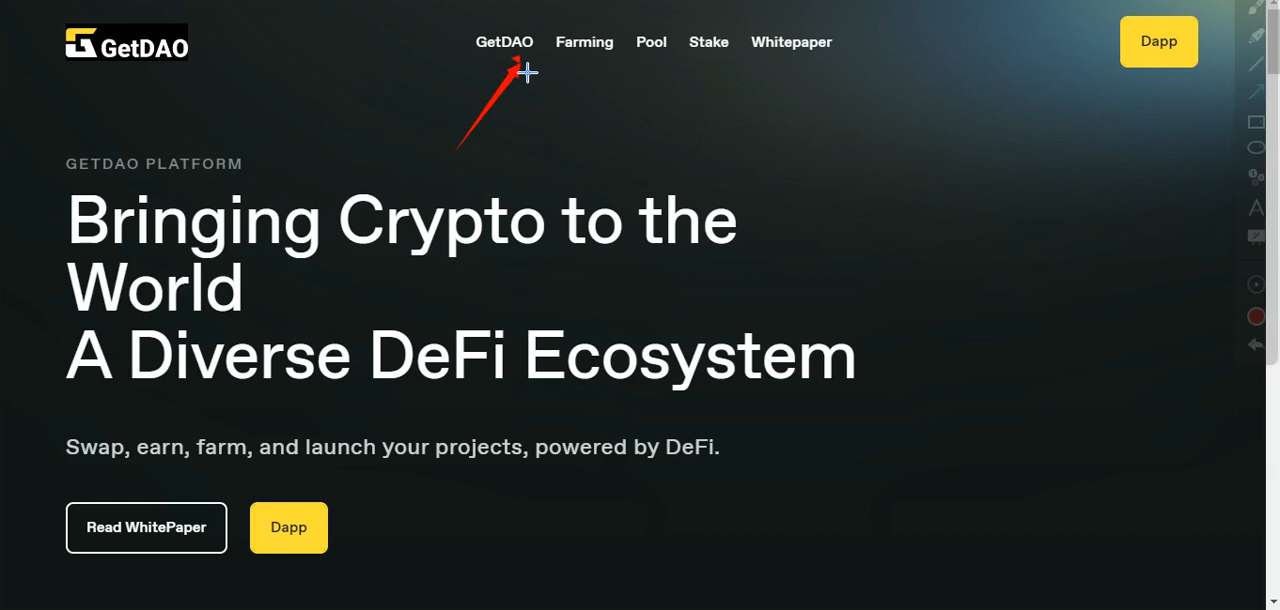 GetDAO
GetDAO Farming Pool Stake Whitepaper
Dapp
GETDAO PLATFORM
Bringing Crypto to the
World
A Diverse DeFi Ecosystem
Swap, earn, farm, and launch your projects, powered by DeFi.
Read WhitePaper
Dapp
A